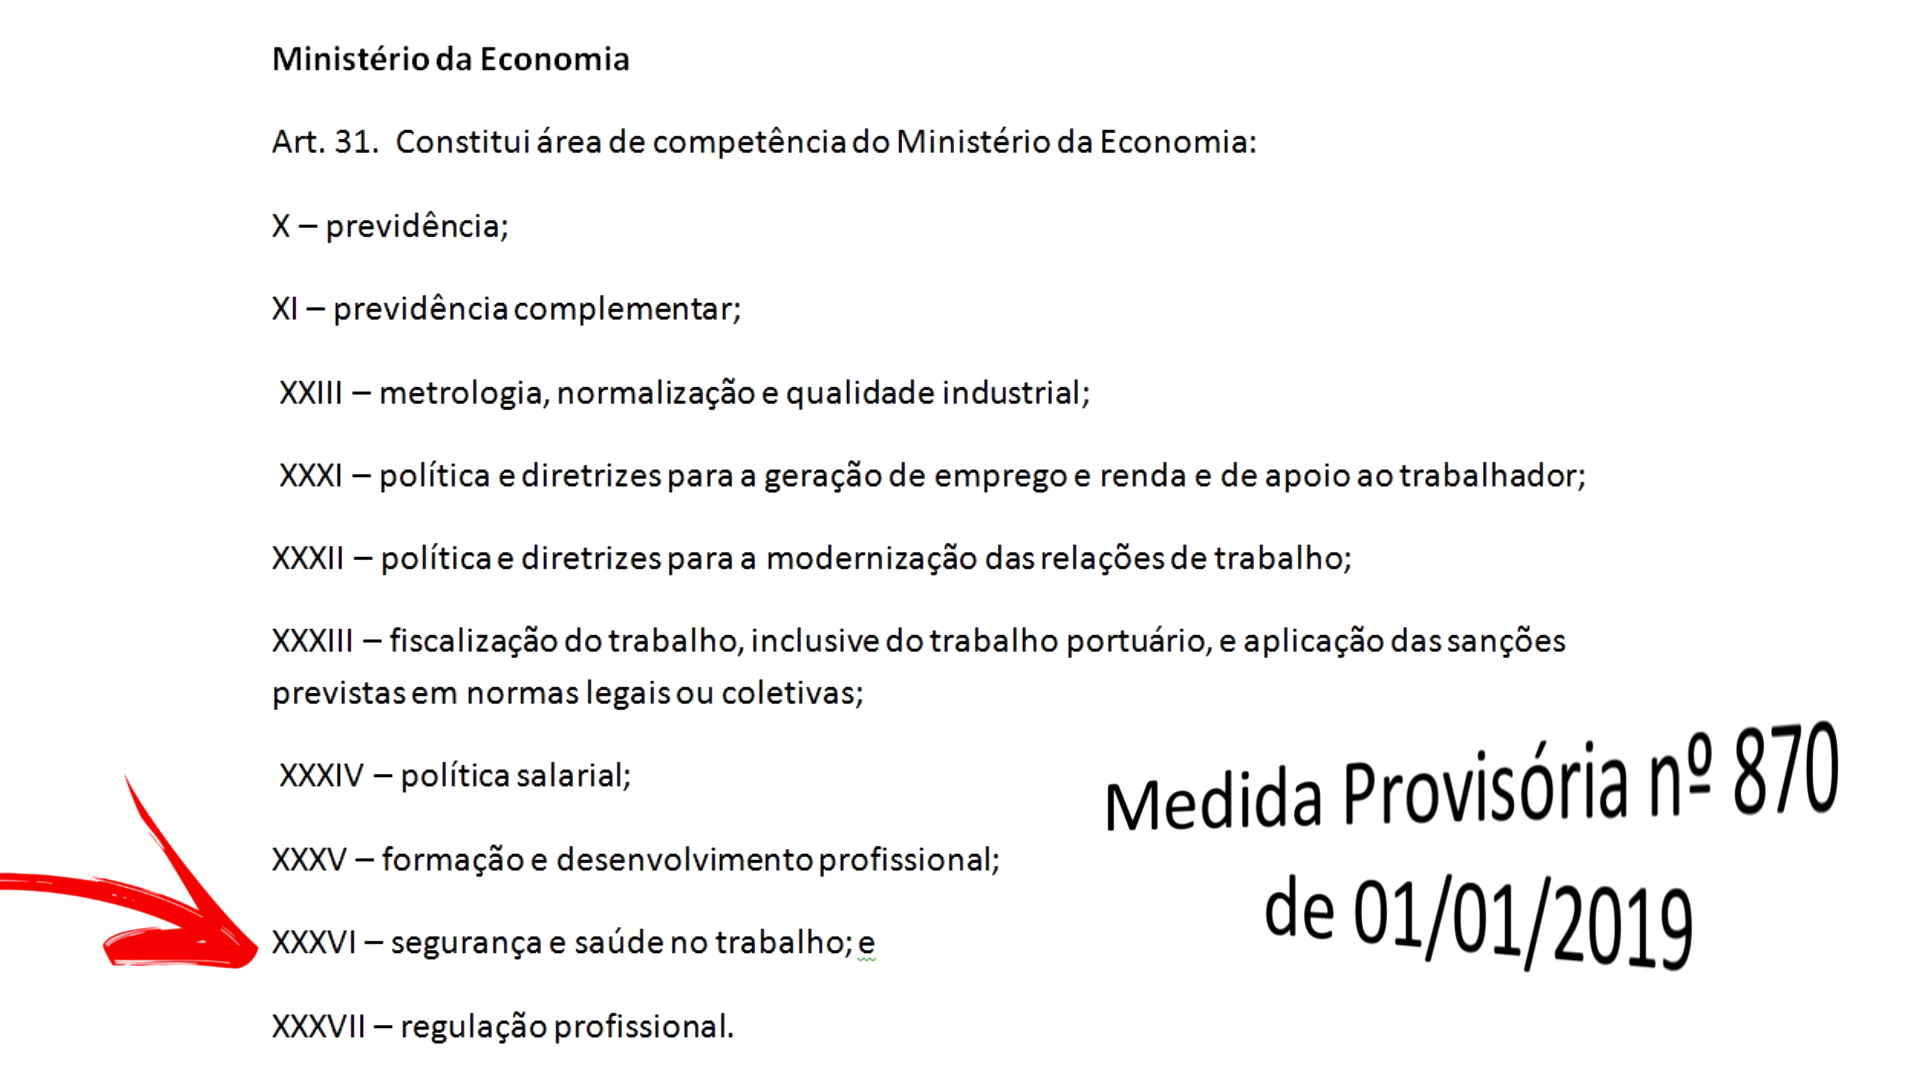 Ministério da Economia
Art. 31. Constitui área de competência do Ministério da Economia:
X – previdência;
XI – previdência complementar;
XXIII – metrologia, normalização e qualidade industrial;
XXXI – política e diretrizes para a geração de emprego e renda e de apoio ao trabalhador;
XXXII – política e diretrizes para a modernização das relações de trabalho;
XXXIII – fiscalização do trabalho, inclusive do trabalho portuário, e aplicação das sanções
previstas em normas legais ou coletivas;
XXXIV – política salarial;
XXXV – formação e desenvolvimento profissional;
XXXVI – segurança e saúde no trabalho; e
XXXVII – regulação profissional.
Medida Provisória nº 870
de 01/01/2019